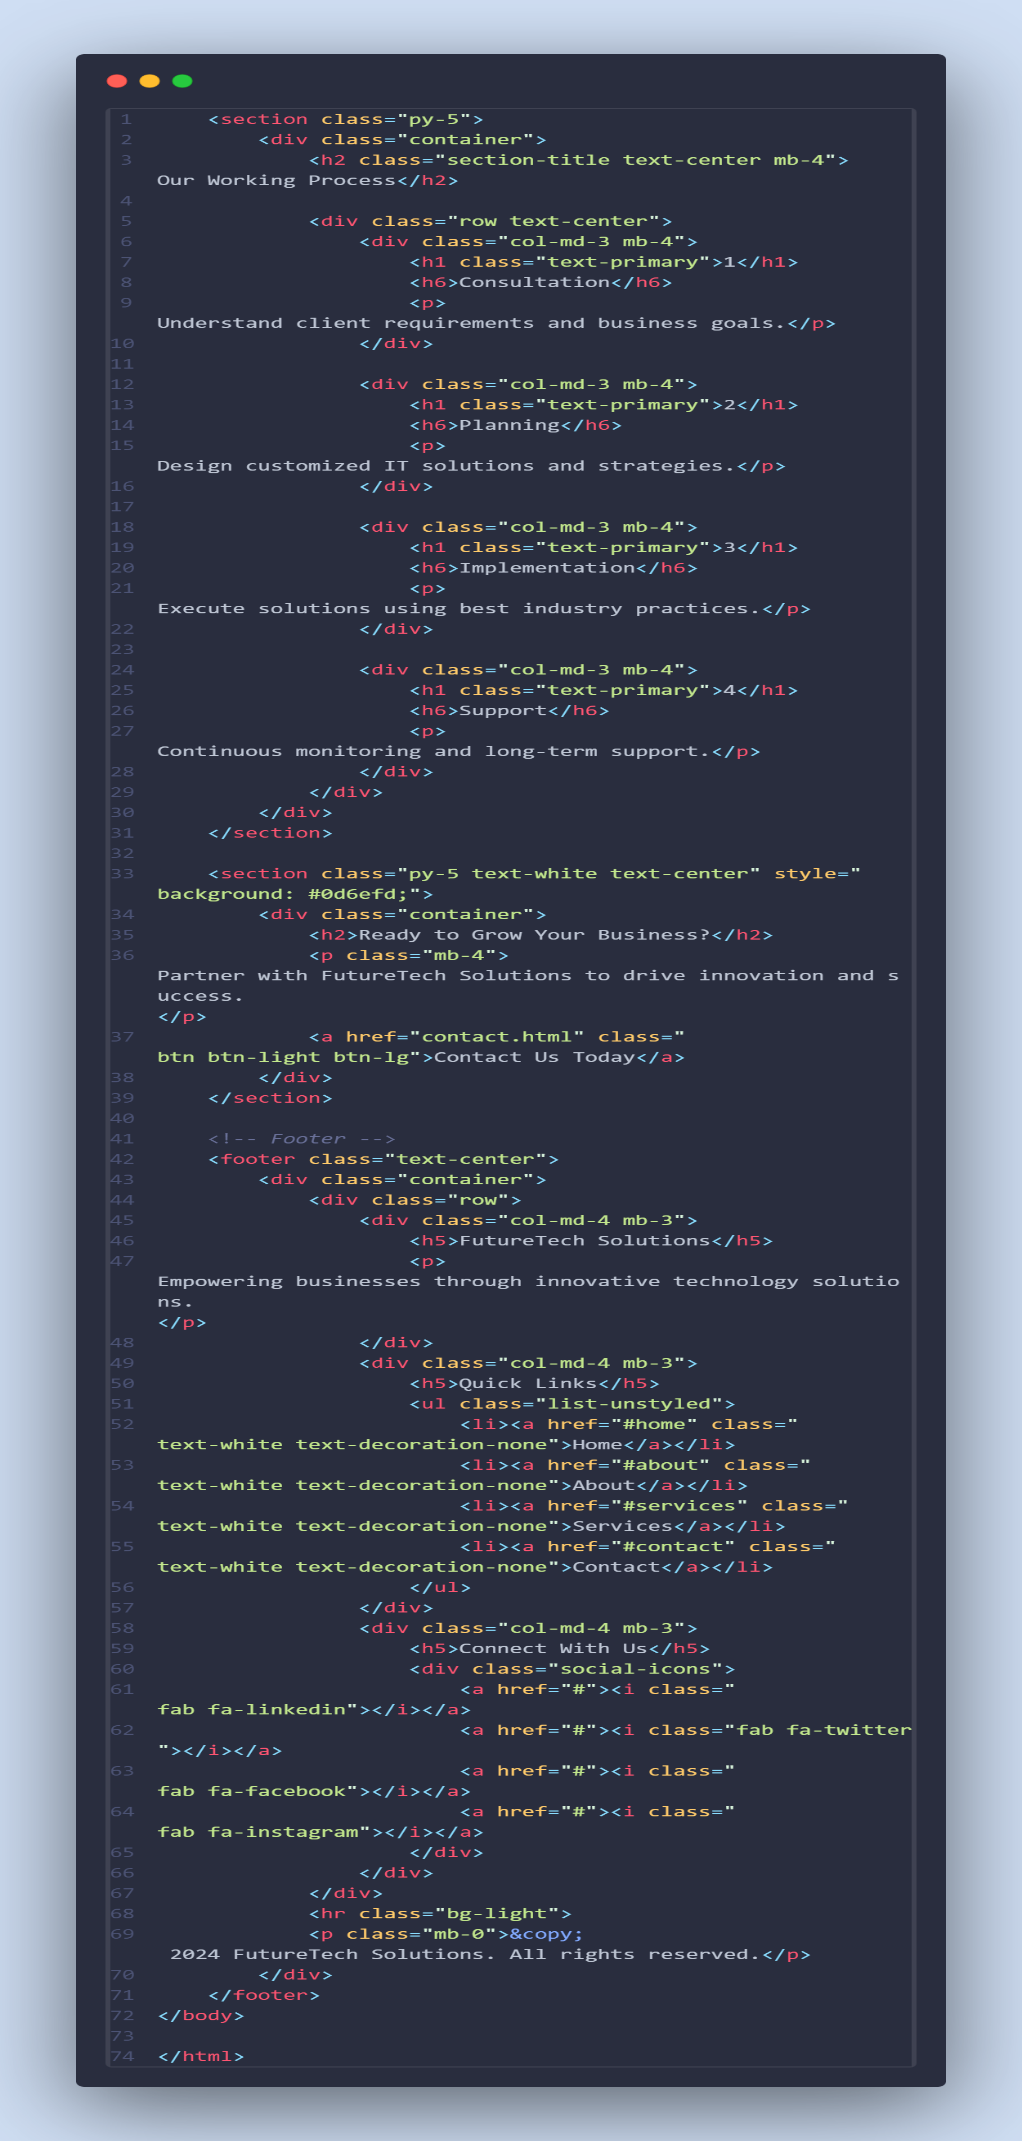 1     <section class="py-5">
2         <div class="container">
3             <h2 class="section-title text-center mb-4">
Our Working Process</h2>
4
5             <div class="row text-center">
6                 <div class="col-md-3 mb-4">
7                     <h1 class="text-primary">1</h1>
8                     <h6>Consultation</h6>
9                     <p>
Understand client requirements and business goals.</p>
10                 </div>
11
12                 <div class="col-md-3 mb-4">
13                     <h1 class="text-primary">2</h1>
14                     <h6>Planning</h6>
15                     <p>
Design customized IT solutions and strategies.</p>
16                 </div>
17
18                 <div class="col-md-3 mb-4">
19                     <h1 class="text-primary">3</h1>
20                     <h6>Implementation</h6>
21                     <p>
Execute solutions using best industry practices.</p>
22                 </div>
23
24                 <div class="col-md-3 mb-4">
25                     <h1 class="text-primary">4</h1>
26                     <h6>Support</h6>
27                     <p>
Continuous monitoring and long-term support.</p>
28                 </div>
29             </div>
30         </div>
31     </section>
32
33     <section class="py-5 text-white text-center" style="
background: #0d6efd;">
34         <div class="container">
35             <h2>Ready to Grow Your Business?</h2>
36             <p class="mb-4">
Partner with FutureTech Solutions to drive innovation and s
uccess.
</p>
37             <a href="contact.html" class="
btn btn-light btn-lg">Contact Us Today</a>
38         </div>
39     </section>
40
41     <!-- Footer -->
42     <footer class="text-center">
43         <div class="container">
44             <div class="row">
45                 <div class="col-md-4 mb-3">
46                     <h5>FutureTech Solutions</h5>
47                     <p>
Empowering businesses through innovative technology solutio
ns.
</p>
48                 </div>
49                 <div class="col-md-4 mb-3">
50                     <h5>Quick Links</h5>
51                     <ul class="list-unstyled">
52                         <li><a href="#home" class="
text-white text-decoration-none">Home</a></li>
53                         <li><a href="#about" class="
text-white text-decoration-none">About</a></li>
54                         <li><a href="#services" class="
text-white text-decoration-none">Services</a></li>
55                         <li><a href="#contact" class="
text-white text-decoration-none">Contact</a></li>
56                     </ul>
57                 </div>
58                 <div class="col-md-4 mb-3">
59                     <h5>Connect With Us</h5>
60                     <div class="social-icons">
61                         <a href="#"><i class="
fab fa-linkedin"></i></a>
62                         <a href="#"><i class="fab fa-twitter
"></i></a>
63                         <a href="#"><i class="
fab fa-facebook"></i></a>
64                         <a href="#"><i class="
fab fa-instagram"></i></a>
65                     </div>
66                 </div>
67             </div>
68             <hr class="bg-light">
69             <p class="mb-0">&copy;
 2024 FutureTech Solutions. All rights reserved.</p>
70         </div>
71     </footer>
72 </body>
73
74 </html>